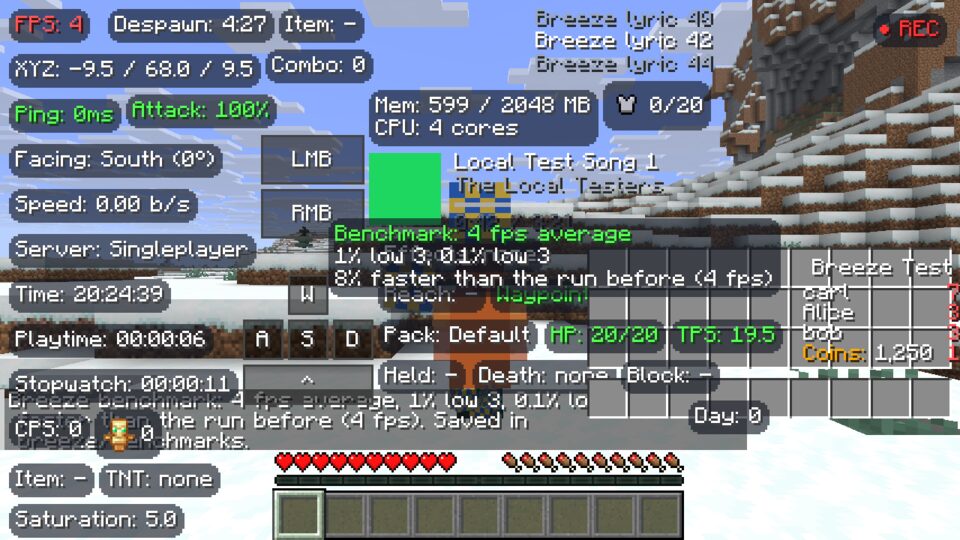 FPS: 4
Despawn: 4:27
Item: -
Breeze lyric 49
Breeze lyric 42
Breeze lyric 44
REC
XYZ: -9.5 / 68.0 / 9.5
Combo: 0
Ping: 0ms
Attack: 100%
Mem: 599 / 2048 MB
CPU: 4 cores
0/20
Facing: South (0°)
LMB
Local Test Song 1
The Local Testers
Speed: 0.00 b/s
RMB
Benchmark: 4 fps average
1% low 3, 0.1% low 3
8% faster than the run before (4 fps)
Server: Singleplayer
Breeze Test
Time: 20:24:39
W
Reach: -
Waypoint
carl
Alice
bob
Coins: 1,250
Playtime: 00:00:06
A
S
D
Pack: Default
HP: 20/20
TPS: 19.5
Stopwatch: 00:00:11
^
Held: -
Death: none
Block: -
Breeze benchmark: 4 fps average, 1% low 3, 0.1% lo
than the run before (4 fps). Saved in
CPS: 0
0
Day: 0
Item: -
TNT: none
Saturation: 5.0